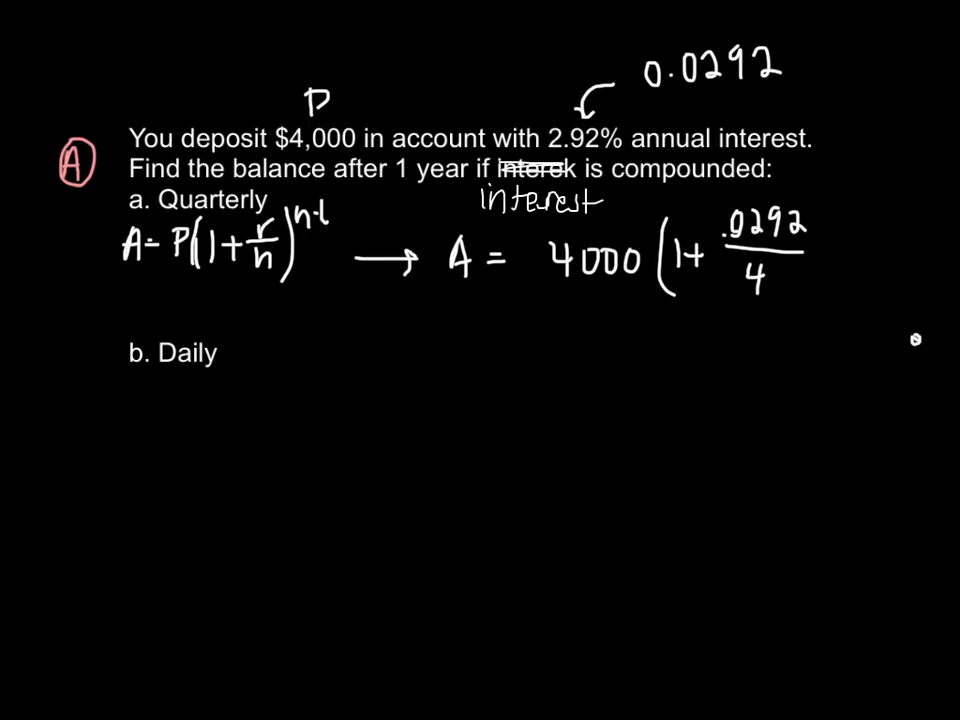 0.0292
P
You deposit $4,000 in account with 2.92% annual interest.
A
Find the balance after 1 year if interek is compounded:
a. Quarterly
interest
A = P(1 + r/n)^n·t → A = 4000 (1 + .0292/4
b. Daily